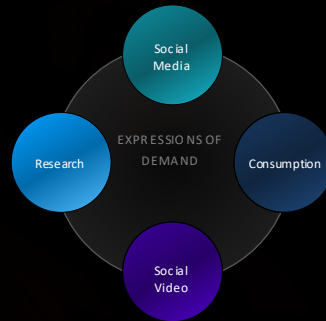 Social
Media
EXPRESSIONS OF
DEMAND
Research
Consumption
Social
Video